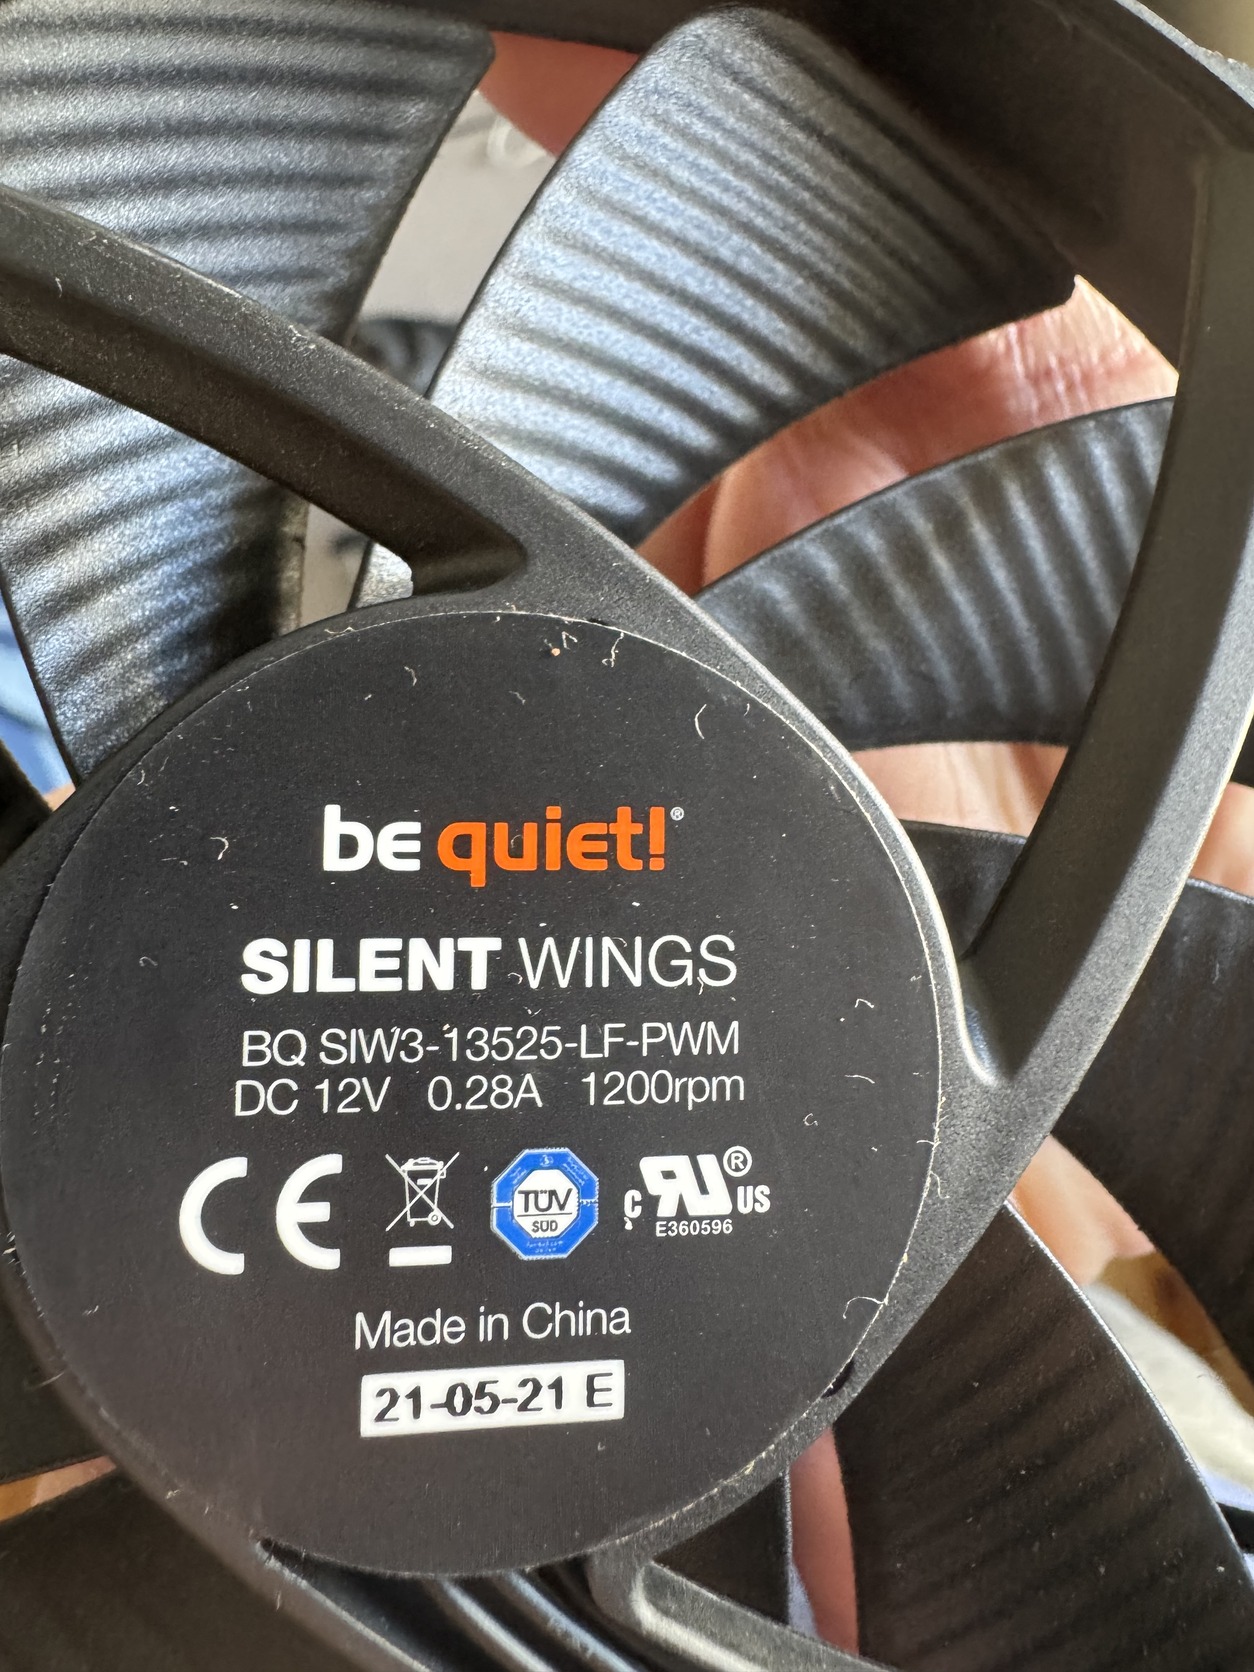 be quiet!®
SILENT WINGS
BQ SIW3-13525-LF-PWM
DC 12V 0.28A 1200rpm
CE TÜV SÜD c RU® US
E360596
Made in China
21-05-21 E